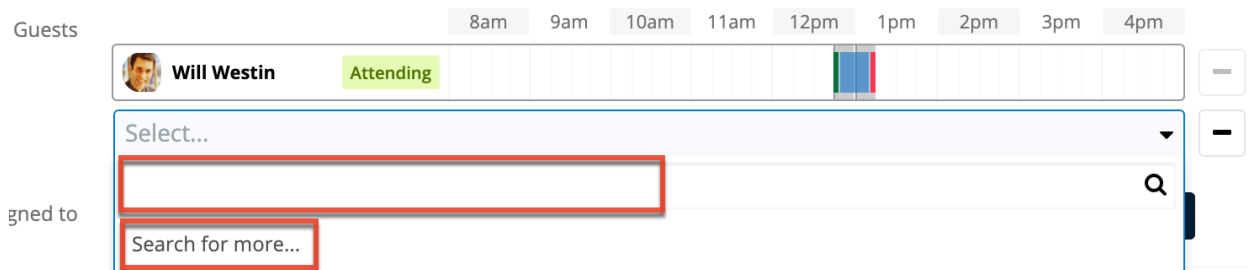 Guests 8am 9am 10am 11am 12pm 1pm 2pm 3pm 4pm
Will Westin Attending
Select...
gned to
Search for more...